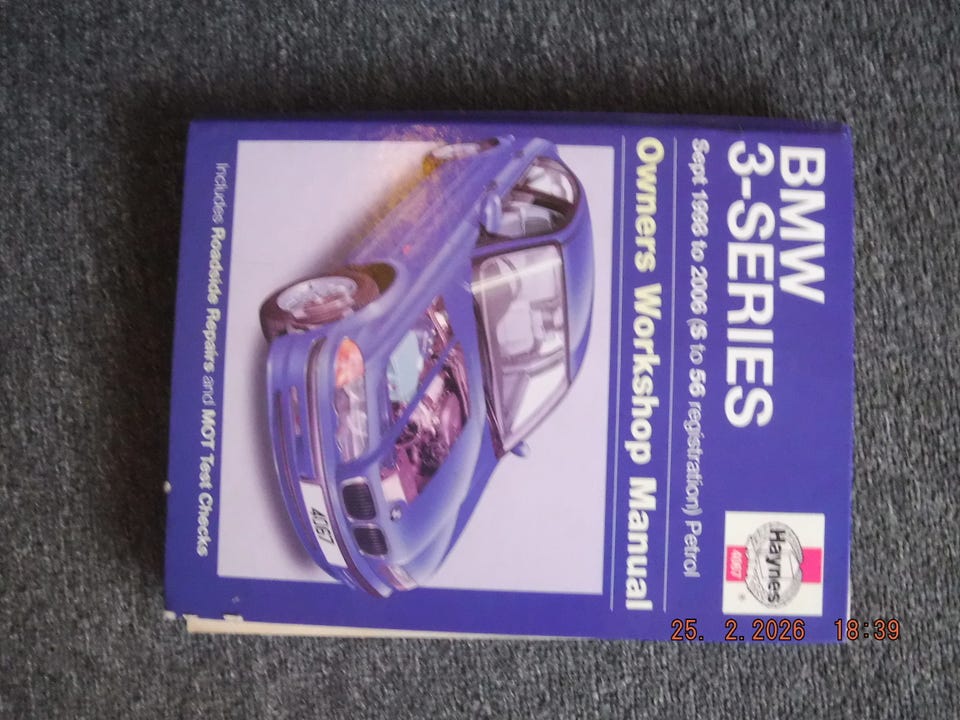 BMW
3-SERIES
Sept 1998 to 2006 (S to 56 registration) Petrol
Owners Workshop Manual
Haynes
4067
4067
Includes Roadside Repairs and MOT Test Checks
25. 2.2026 18:39